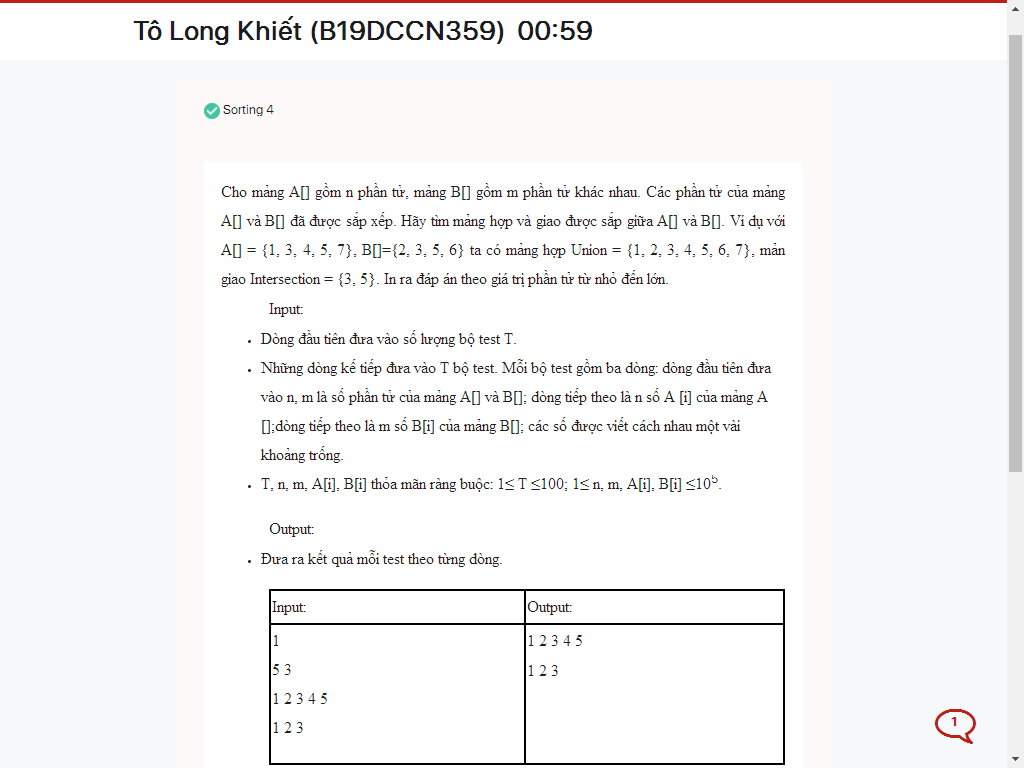 Tô Long Khiết (B19DCCN359) 00:59
Sorting 4
Cho mảng A[] gồm n phần tử, mảng B[] gồm m phần tử khác nhau. Các phần tử của mảng
A[] và B[] đã được sắp xếp. Hãy tìm mảng hợp và giao được sắp giữa A[] và B[]. Ví dụ với
A[] = {1, 3, 4, 5, 7}, B[]={2, 3, 5, 6} ta có mảng hợp Union = {1, 2, 3, 4, 5, 6, 7}, mản
giao Intersection = {3, 5}. In ra đáp án theo giá trị phần tử từ nhỏ đến lớn.
Input:
• Dòng đầu tiên đưa vào số lượng bộ test T.
• Những dòng kế tiếp đưa vào T bộ test. Mỗi bộ test gồm ba dòng: dòng đầu tiên đưa
vào n, m là số phần tử của mảng A[] và B[]; dòng tiếp theo là n số A [i] của mảng A
[];dòng tiếp theo là m số B[i] của mảng B[]; các số được viết cách nhau một vài
khoảng trống.
• T, n, m, A[i], B[i] thỏa mãn ràng buộc: 1≤ T ≤100; 1≤ n, m, A[i], B[i] ≤10⁵.
Output:
• Đưa ra kết quả mỗi test theo từng dòng.
Input: Output:
1 1 2 3 4 5
5 3 1 2 3
1 2 3 4 5
1 2 3
1